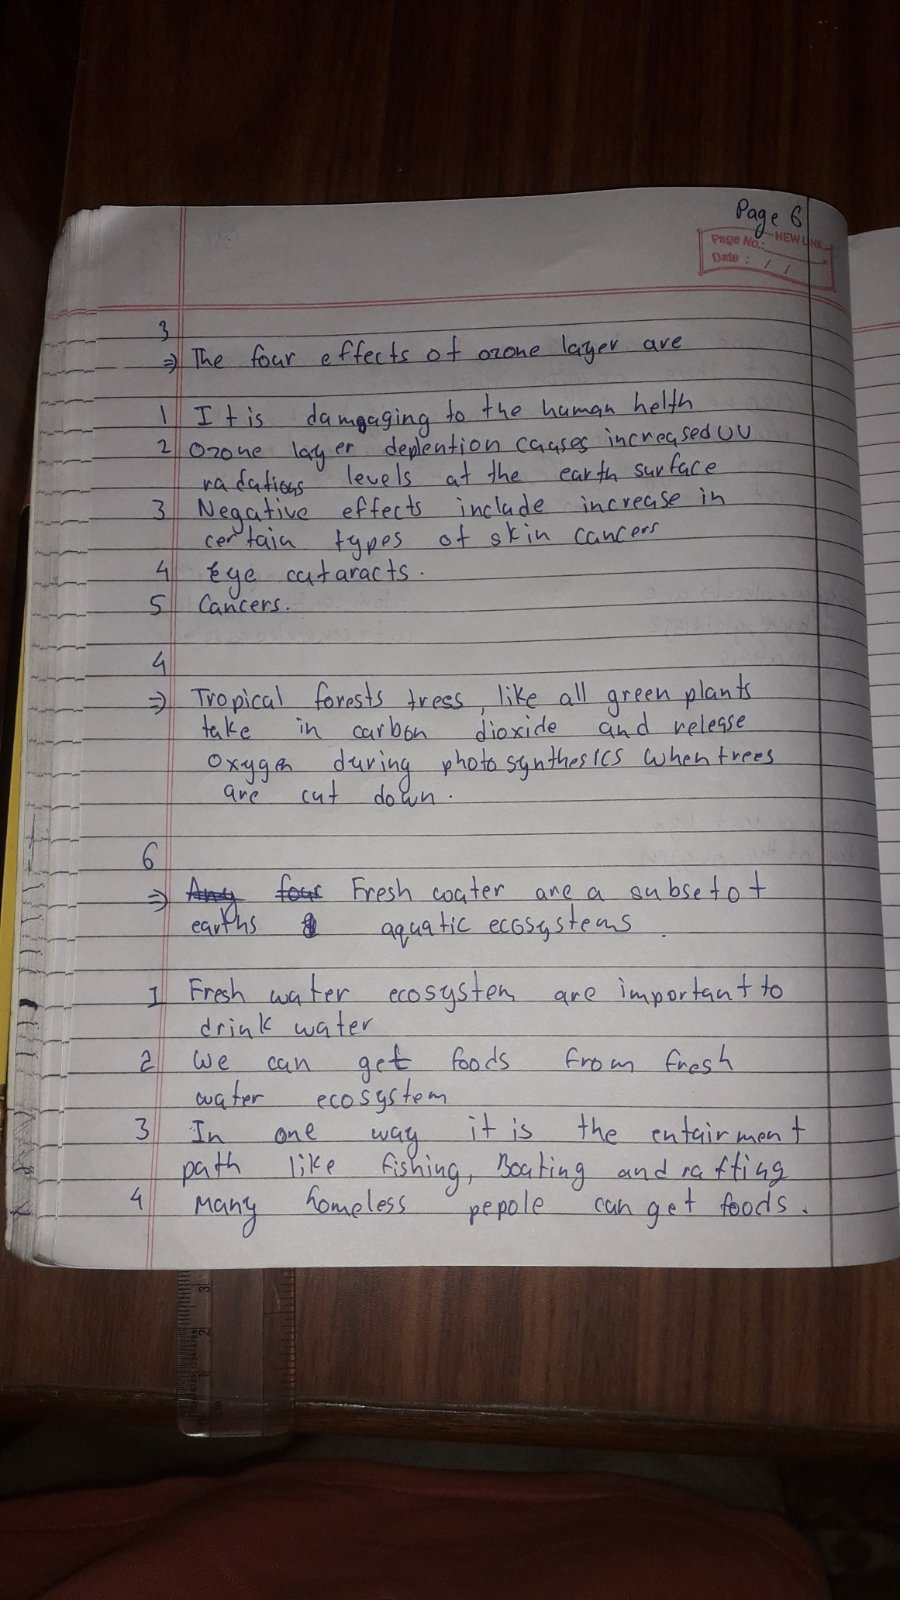 Page 6
Page No.: NEW LINK
Date : / /
3
⇒ The four effects of ozone layer are
1 It is damgaging to the human helth
2 Ozone layer deplention causes increased UV
radations levels at the earth surface
3 Negative effects include increase in
certain types of skin cancers
4 Eye cataracts.
5 Cancers.
4
⇒ Tropical forests tress, like all green plants
take in carbon dioxide and release
oxygen during photosynthesics when trees
are cut down.
6
⇒ Any four Fresh water are a subset of
earths aquatic ecosystems.
1 Fresh water ecosystem are important to
drink water
2 We can get foods from fresh
water ecosystem
3 In one way it is the entairment
path like fishing, Boating and rafting
4 Many homeless pepole can get foods.